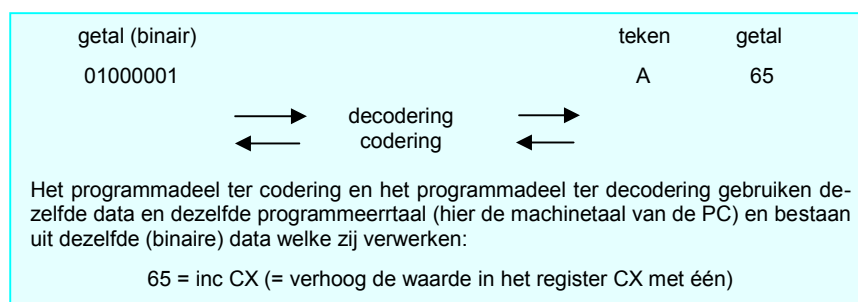 getal (binair) teken getal
01000001 A 65
decodering
codering
Het programmadeel ter codering en het programmadeel ter decodering gebruiken de-
zelfde data en dezelfde programmeerrtaal (hier de machinetaal van de PC) en bestaan
uit dezelfde (binaire) data welke zij verwerken:
65 = inc CX (= verhoog de waarde in het register CX met één)